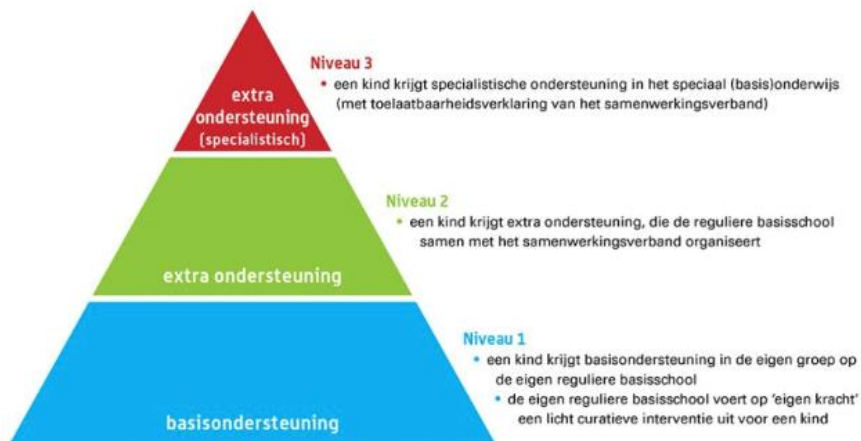 extra
ondersteuning
(specialistisch)
Niveau 3
• een kind krijgt specialistische ondersteuning in het speciaal (basis)onderwijs
(met toelaatbaarheidsverklaring van het samenwerkingsverband)
Niveau 2
• een kind krijgt extra ondersteuning, die de reguliere basisschool
samen met het samenwerkingsverband organiseert
extra ondersteuning
Niveau 1
• een kind krijgt basisondersteuning in de eigen groep op
de eigen reguliere basisschool
• de eigen reguliere basisschool voert op ‘eigen kracht’
een licht curatieve interventie uit voor een kind
basisondersteuning